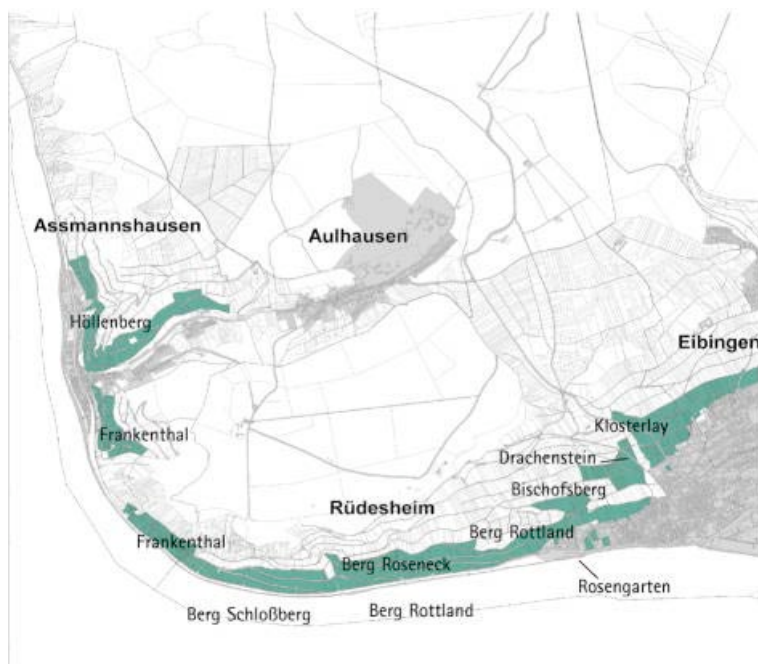 Assmannshausen
Aulhausen
Höllenberg
Eibingen
Klosterlay
Frankenthal
Drachenstein
Bischofsberg
Rüdesheim
Berg Rottland
Frankenthal
Berg Roseneck
Rosengarten
Berg Schloßberg
Berg Rottland